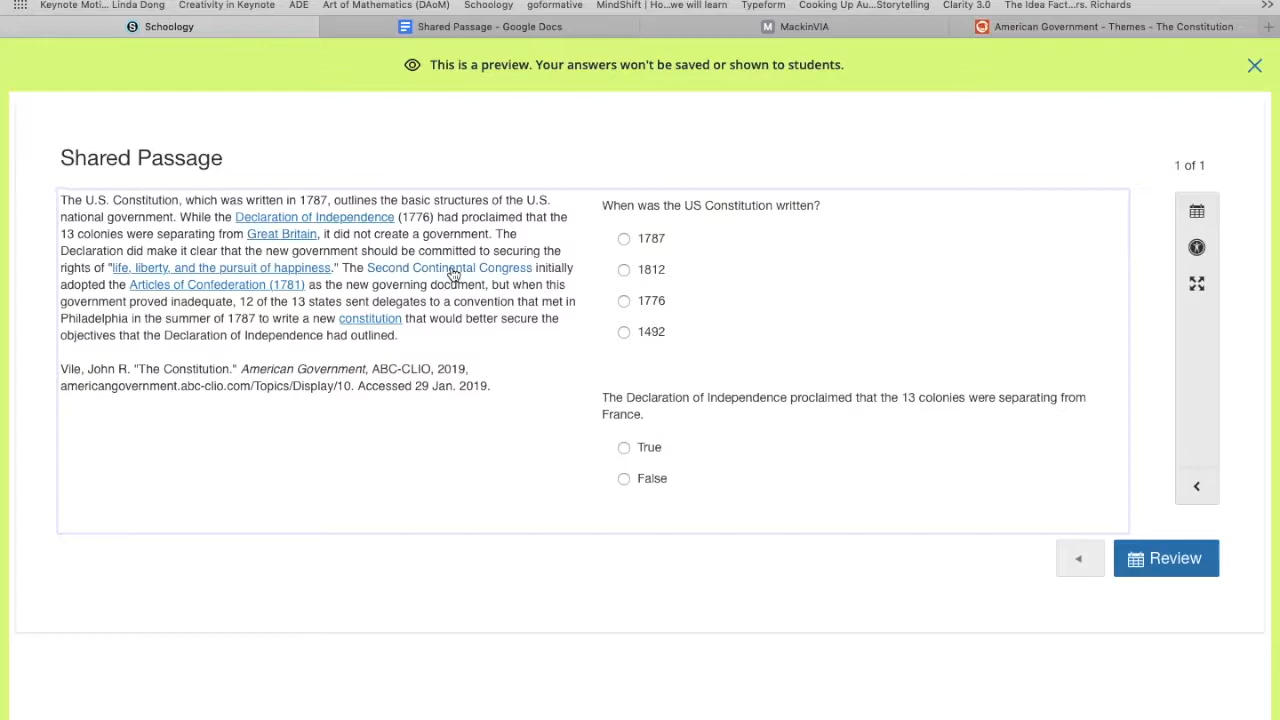 Keynote Moti... Linda Dong Creativity in Keynote ADE Art of Mathematics (DAoM) Schoology goformative MindShift | Ho...we will learn Typeform Cooking Up Au...Storytelling Clarity 3.0 The Idea Fact...rs. Richards >>
S Schoology Shared Passage - Google Docs M MackinVIA American Government - Themes - The Constitution +
This is a preview. Your answers won't be saved or shown to students.
Shared Passage
1 of 1
The U.S. Constitution, which was written in 1787, outlines the basic structures of the U.S.
national government. While the Declaration of Independence (1776) had proclaimed that the
13 colonies were separating from Great Britain, it did not create a government. The
Declaration did make it clear that the new government should be committed to securing the
rights of "life, liberty, and the pursuit of happiness." The Second Continental Congress initially
adopted the Articles of Confederation (1781) as the new governing document, but when this
government proved inadequate, 12 of the 13 states sent delegates to a convention that met in
Philadelphia in the summer of 1787 to write a new constitution that would better secure the
objectives that the Declaration of Independence had outlined.
Vile, John R. "The Constitution." American Government, ABC-CLIO, 2019,
americangovernment.abc-clio.com/Topics/Display/10. Accessed 29 Jan. 2019.
When was the US Constitution written?
1787
1812
1776
1492
The Declaration of Independence proclaimed that the 13 colonies were separating from
France.
True
False
Review